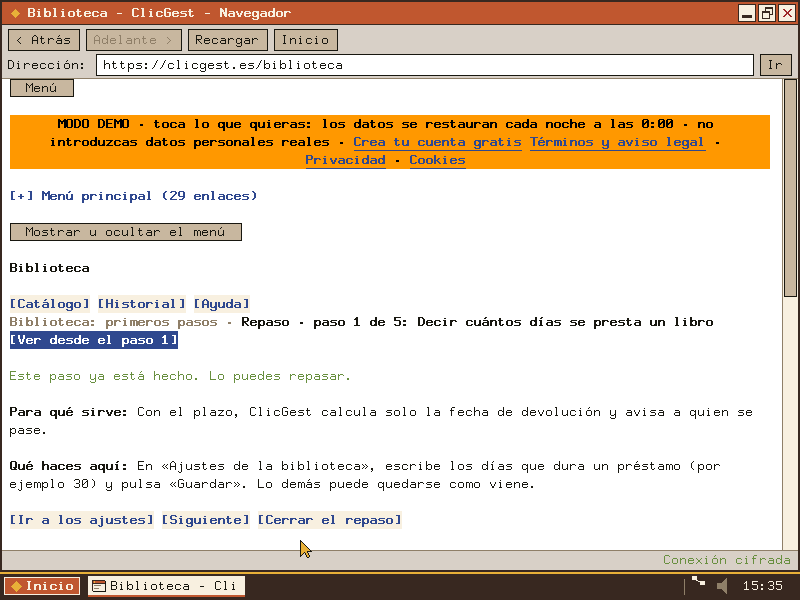 Biblioteca - ClicGest - Navegador
< Atrás Adelante > Recargar Inicio
Dirección: https://clicgest.es/biblioteca Ir
Menú
MODO DEMO - toca lo que quieras: los datos se restauran cada noche a las 0:00 - no
introduzcas datos personales reales - Crea tu cuenta gratis Términos y aviso legal -
Privacidad - Cookies
[+] Menú principal (29 enlaces)
Mostrar u ocultar el menú
Biblioteca
[Catálogo] [Historial] [Ayuda]
Biblioteca: primeros pasos - Repaso - paso 1 de 5: Decir cuántos días se presta un libro
[Ver desde el paso 1]
Este paso ya está hecho. Lo puedes repasar.
Para qué sirve: Con el plazo, ClicGest calcula solo la fecha de devolución y avisa a quien se
pase.
Qué haces aquí: En «Ajustes de la biblioteca», escribe los días que dura un préstamo (por
ejemplo 30) y pulsa «Guardar». Lo demás puede quedarse como viene.
[Ir a los ajustes] [Siguiente] [Cerrar el repaso]
Conexión cifrada
Inicio Biblioteca - Cli 15:35